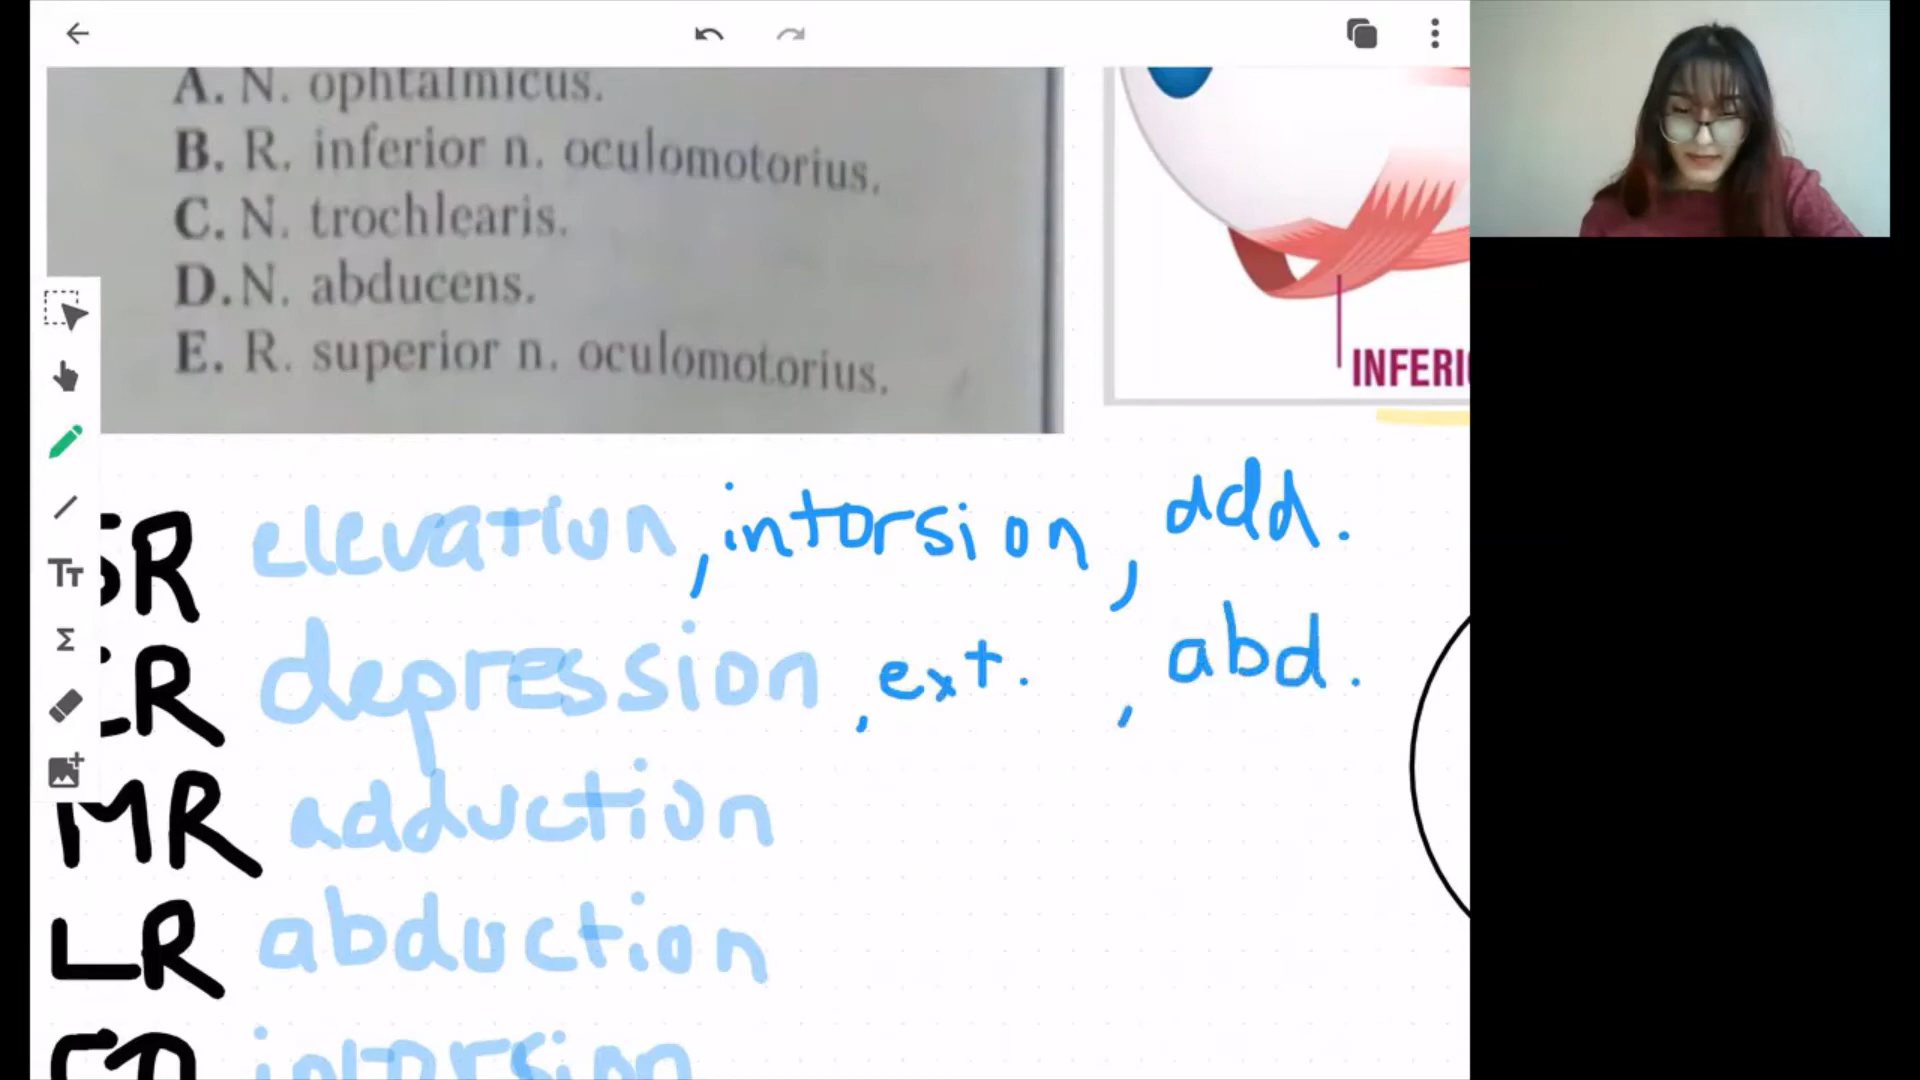 A. N. ophtalmicus.
B. R. inferior n. oculomotorius.
C. N. trochlearis.
D. N. abducens.
E. R. superior n. oculomotorius.
INFERI
SR elevation, intorsion, add.
IR depression, ext., abd.
MR adduction
LR abduction
intorsion